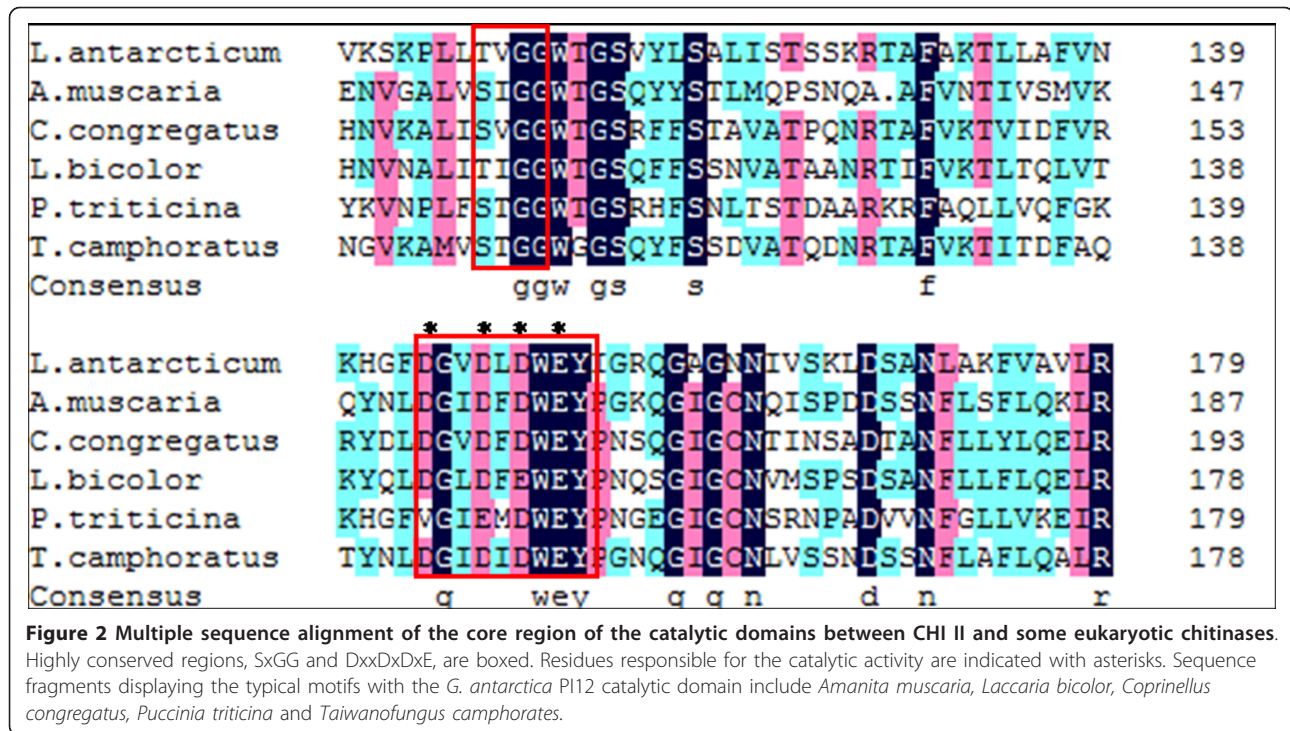 L.antarcticum VKSKPLLTVGGWTGSVYLSALISTSSKRTAFAKTLLAFVN 139
A.muscaria ENVGALVSIGGWTGSQYYSTLMQPSNQA.AFVNTIVSMVK 147
C.congregatus HNVKALISVGGWTGSRFFSTAVATPQNRTAFVKTVIDFVR 153
L.bicolor HNVNALITIGGWTGSQFFSSNVATAANRTIFVKTLTQLVT 138
P.triticina YKVNPLFSTGGWTGSRHFSNLTSTDAARKRFAQLLVQFGK 139
T.camphoratus NGVKAMVSTGGWGGSQYFSSDVATQDNRTAFVKTITDFAQ 138
Consensus ggw gs s f
* * * *
L.antarcticum KHGFDGVDLDWEYIGRQGAGNNIVSKLDSANLAKFVAVLR 179
A.muscaria QYNLDGIDFDWEYPGKQGIGCNQISPDDSSNFLSFLQKLR 187
C.congregatus RYDLDGVDFDWEYPNSQGIGCNTINSADTANFLLYLQELR 193
L.bicolor KYQLDGLDFEWEYPNQSGIGCNVMSPSDSANFLLFLQELR 178
P.triticina KHGFVGIEMDWEYPNGEGIGCNSRNPADVVNFGLLVKEIR 179
T.camphoratus TYNLDGIDIDWEYPGNQGIGCNLVSSNDSSNFLAFLQALR 178
Consensus g wey g g n d n r
Figure 2 Multiple sequence alignment of the core region of the catalytic domains between CHI II and some eukaryotic chitinases.
Highly conserved regions, SxGG and DxxDxDxE, are boxed. Residues responsible for the catalytic activity are indicated with asterisks. Sequence
fragments displaying the typical motifs with the G. antarctica PI12 catalytic domain include Amanita muscaria, Laccaria bicolor, Coprinellus
congregatus, Puccinia triticina and Taiwanofungus camphorates.